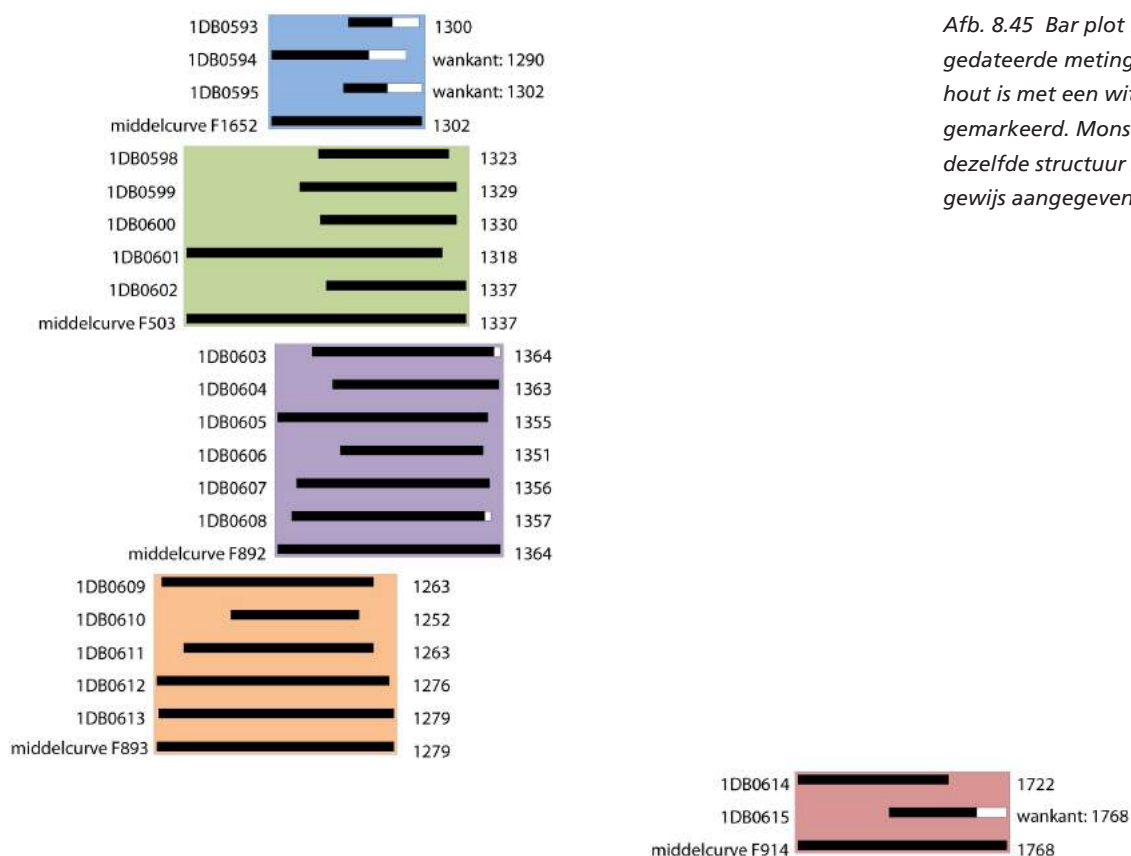 1DB0593 1300
1DB0594 wankant: 1290
1DB0595 wankant: 1302
middelcurve F1652 1302
1DB0598 1323
1DB0599 1329
1DB0600 1330
1DB0601 1318
1DB0602 1337
middelcurve F503 1337
1DB0603 1364
1DB0604 1363
1DB0605 1355
1DB0606 1351
1DB0607 1356
1DB0608 1357
middelcurve F892 1364
1DB0609 1263
1DB0610 1252
1DB0611 1263
1DB0612 1276
1DB0613 1279
middelcurve F893 1279
1DB0614 1722
1DB0615 wankant: 1768
middelcurve F914 1768
Afb. 8.45 Bar plot
gedateerde meting
hout is met een wit
gemarkeerd. Mons
dezelfde structuur
gewijs aangegeven